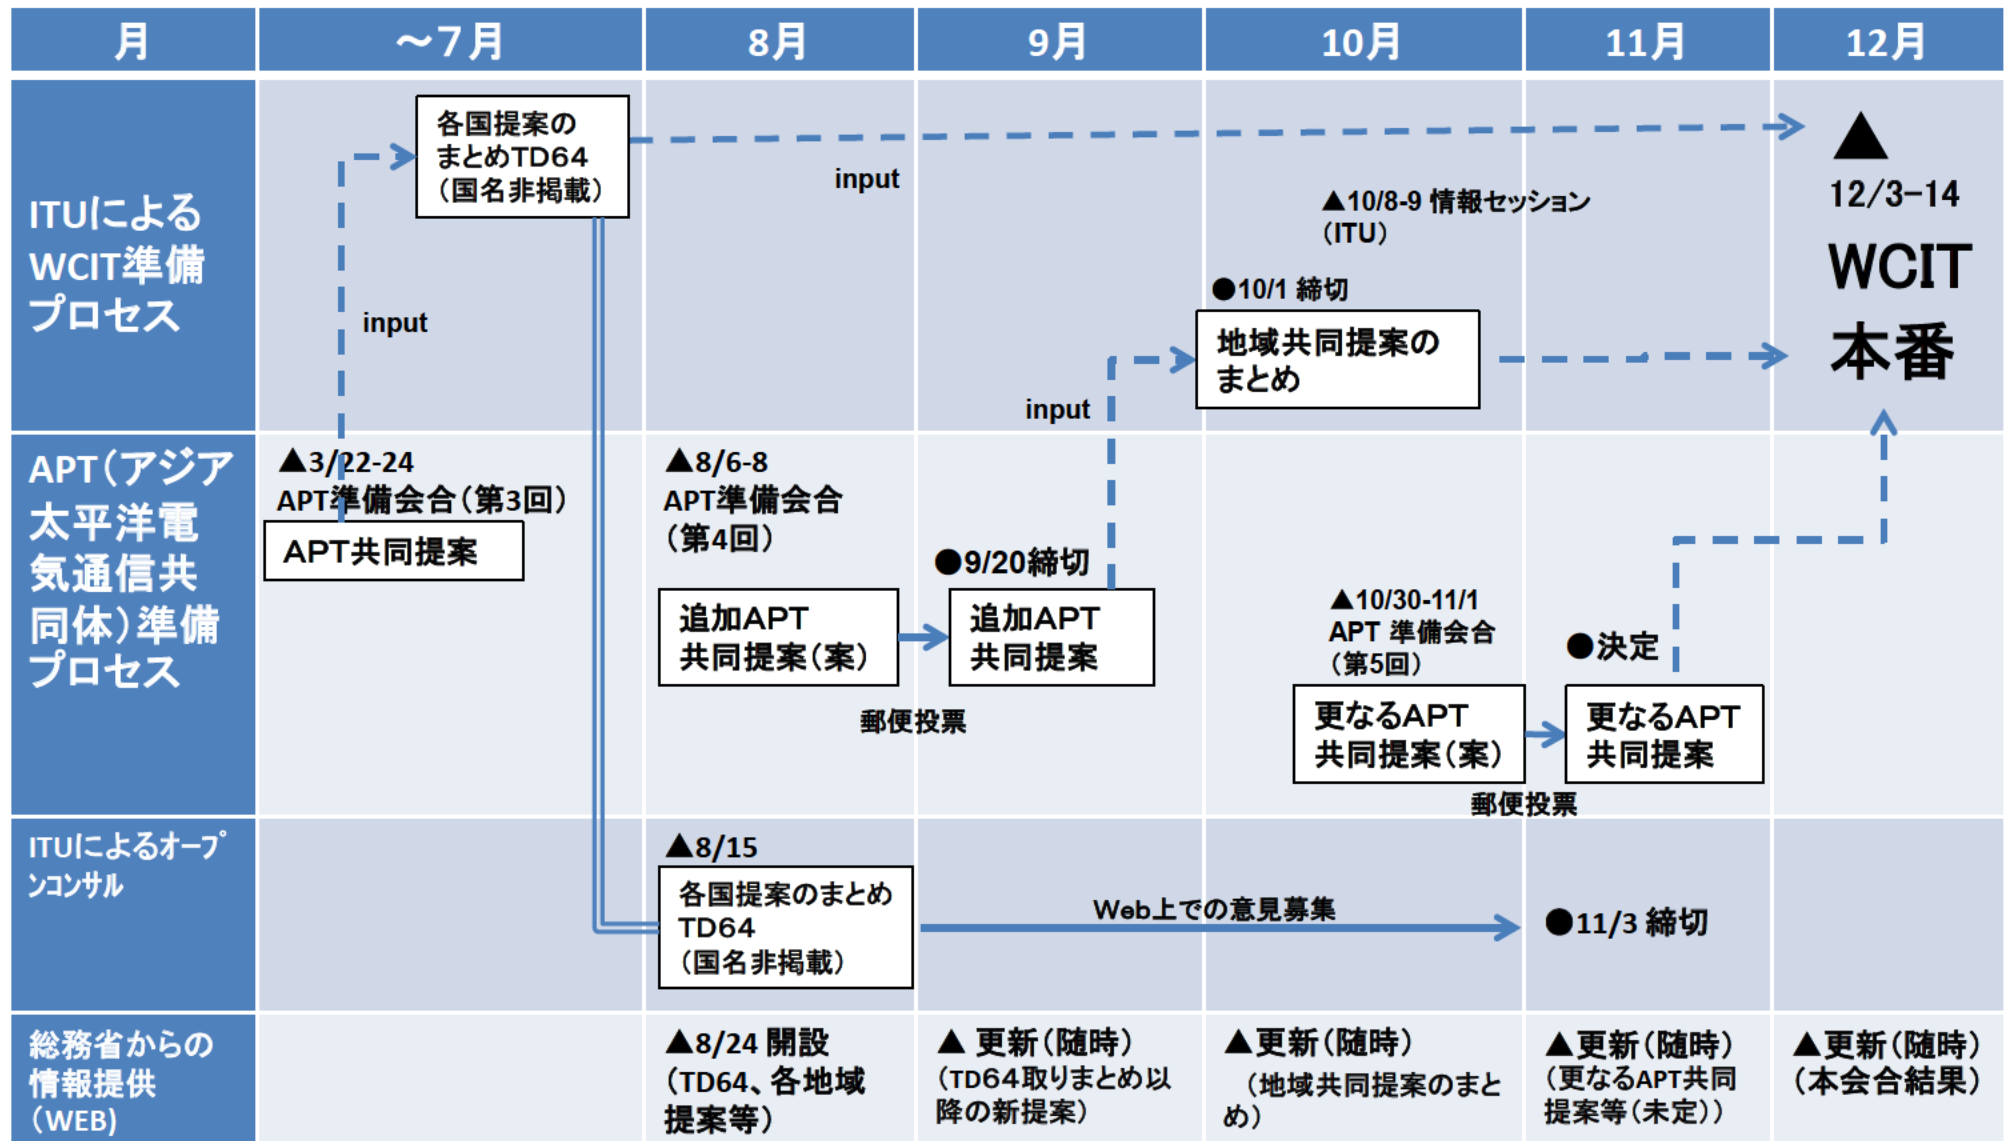 月
～7月
8月
9月
10月
11月
12月
ITUによる
WCIT準備
プロセス
各国提案の
まとめTD64
（国名非掲載）
input
input
▲10/8-9 情報セッション
（ITU）
●10/1 締切
地域共同提案の
まとめ
input
▲
12/3-14
WCIT
本番
APT（アジア
太平洋電
気通信共
同体）準備
プロセス
▲3/22-24
APT準備会合（第3回）
APT共同提案
▲8/6-8
APT準備会合
（第4回）
追加APT
共同提案（案）
●9/20締切
追加APT
共同提案
郵便投票
▲10/30-11/1
APT 準備会合
（第5回）
更なるAPT
共同提案（案）
●決定
更なるAPT
共同提案
郵便投票
ITUによるオープ
ンコンサル
▲8/15
各国提案のまとめ
TD64
（国名非掲載）
Web上での意見募集
●11/3 締切
総務省からの
情報提供
（WEB)
▲8/24 開設
（TD64、各地域
提案等）
▲ 更新（随時）
（TD64取りまとめ以
降の新提案）
▲更新（随時）
（地域共同提案のまと
め）
▲更新（随時）
（更なるAPT共同
提案等（未定））
▲更新（随時）
（本会合結果）